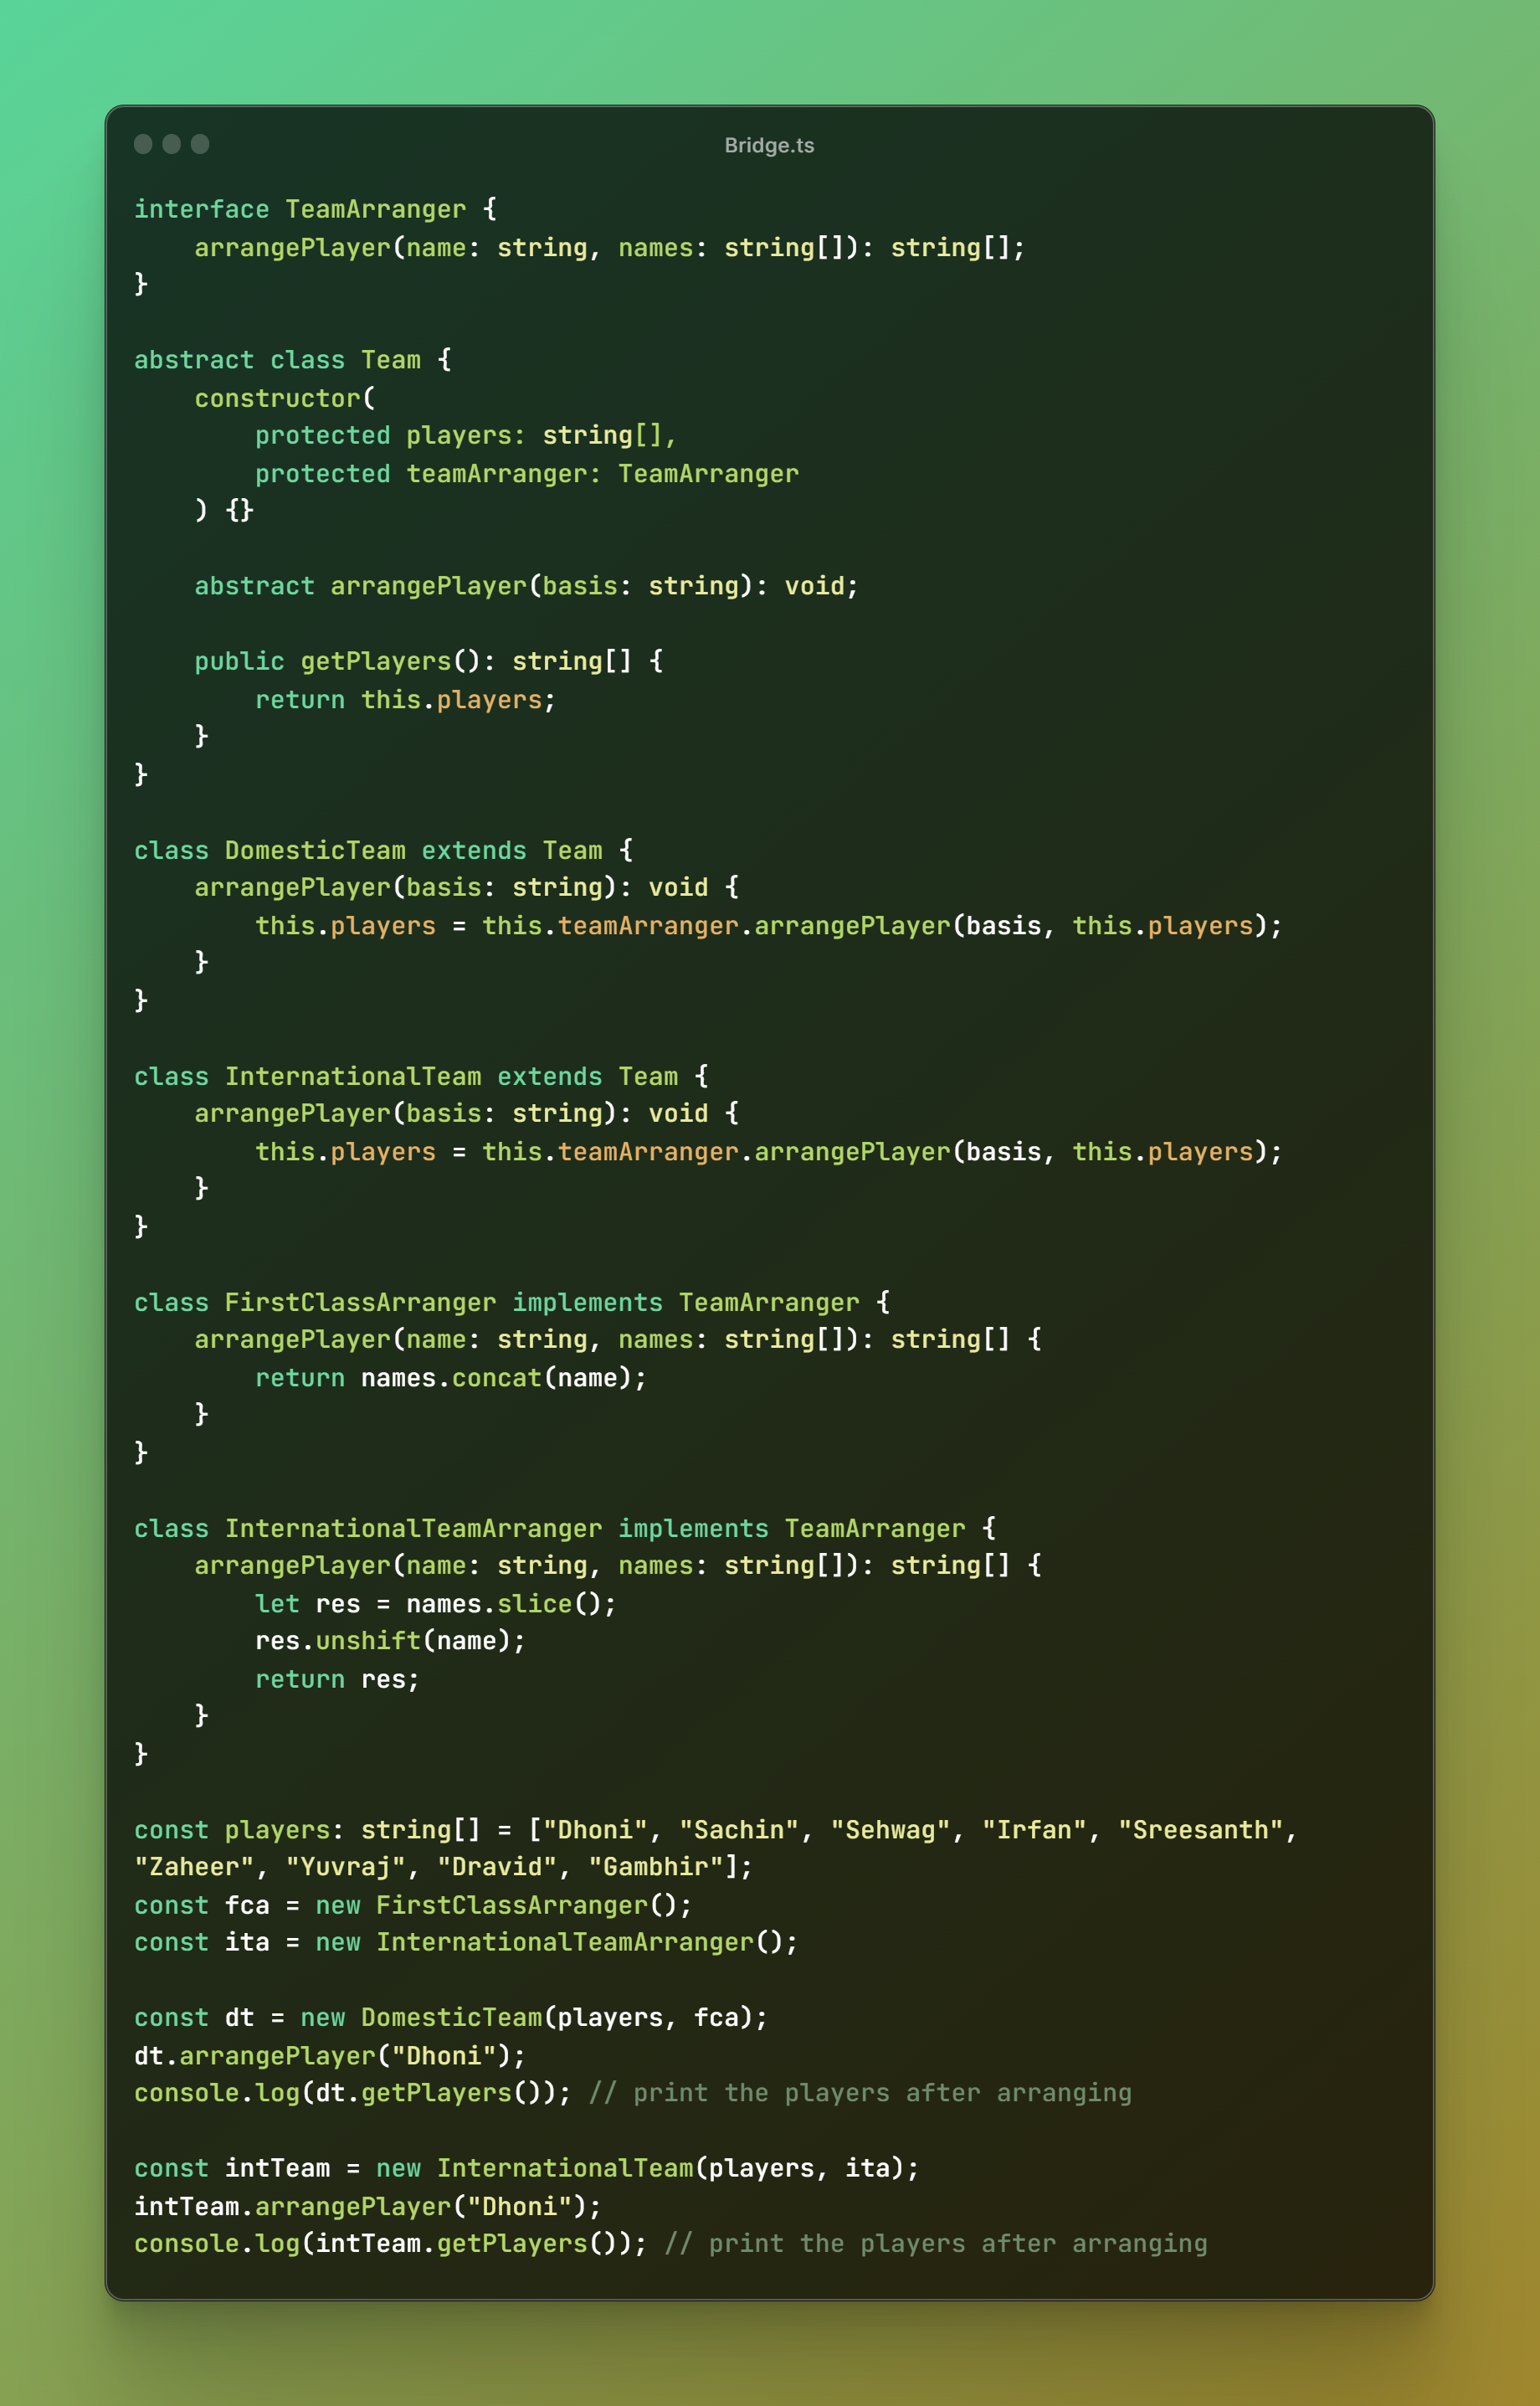 Bridge.ts
interface TeamArranger {
    arrangePlayer(name: string, names: string[]): string[];
}

abstract class Team {
    constructor(
        protected players: string[],
        protected teamArranger: TeamArranger
    ) {}

    abstract arrangePlayer(basis: string): void;

    public getPlayers(): string[] {
        return this.players;
    }
}

class DomesticTeam extends Team {
    arrangePlayer(basis: string): void {
        this.players = this.teamArranger.arrangePlayer(basis, this.players);
    }
}

class InternationalTeam extends Team {
    arrangePlayer(basis: string): void {
        this.players = this.teamArranger.arrangePlayer(basis, this.players);
    }
}

class FirstClassArranger implements TeamArranger {
    arrangePlayer(name: string, names: string[]): string[] {
        return names.concat(name);
    }
}

class InternationalTeamArranger implements TeamArranger {
    arrangePlayer(name: string, names: string[]): string[] {
        let res = names.slice();
        res.unshift(name);
        return res;
    }
}

const players: string[] = ["Dhoni", "Sachin", "Sehwag", "Irfan", "Sreesanth",
"Zaheer", "Yuvraj", "Dravid", "Gambhir"];
const fca = new FirstClassArranger();
const ita = new InternationalTeamArranger();

const dt = new DomesticTeam(players, fca);
dt.arrangePlayer("Dhoni");
console.log(dt.getPlayers()); // print the players after arranging

const intTeam = new InternationalTeam(players, ita);
intTeam.arrangePlayer("Dhoni");
console.log(intTeam.getPlayers()); // print the players after arranging